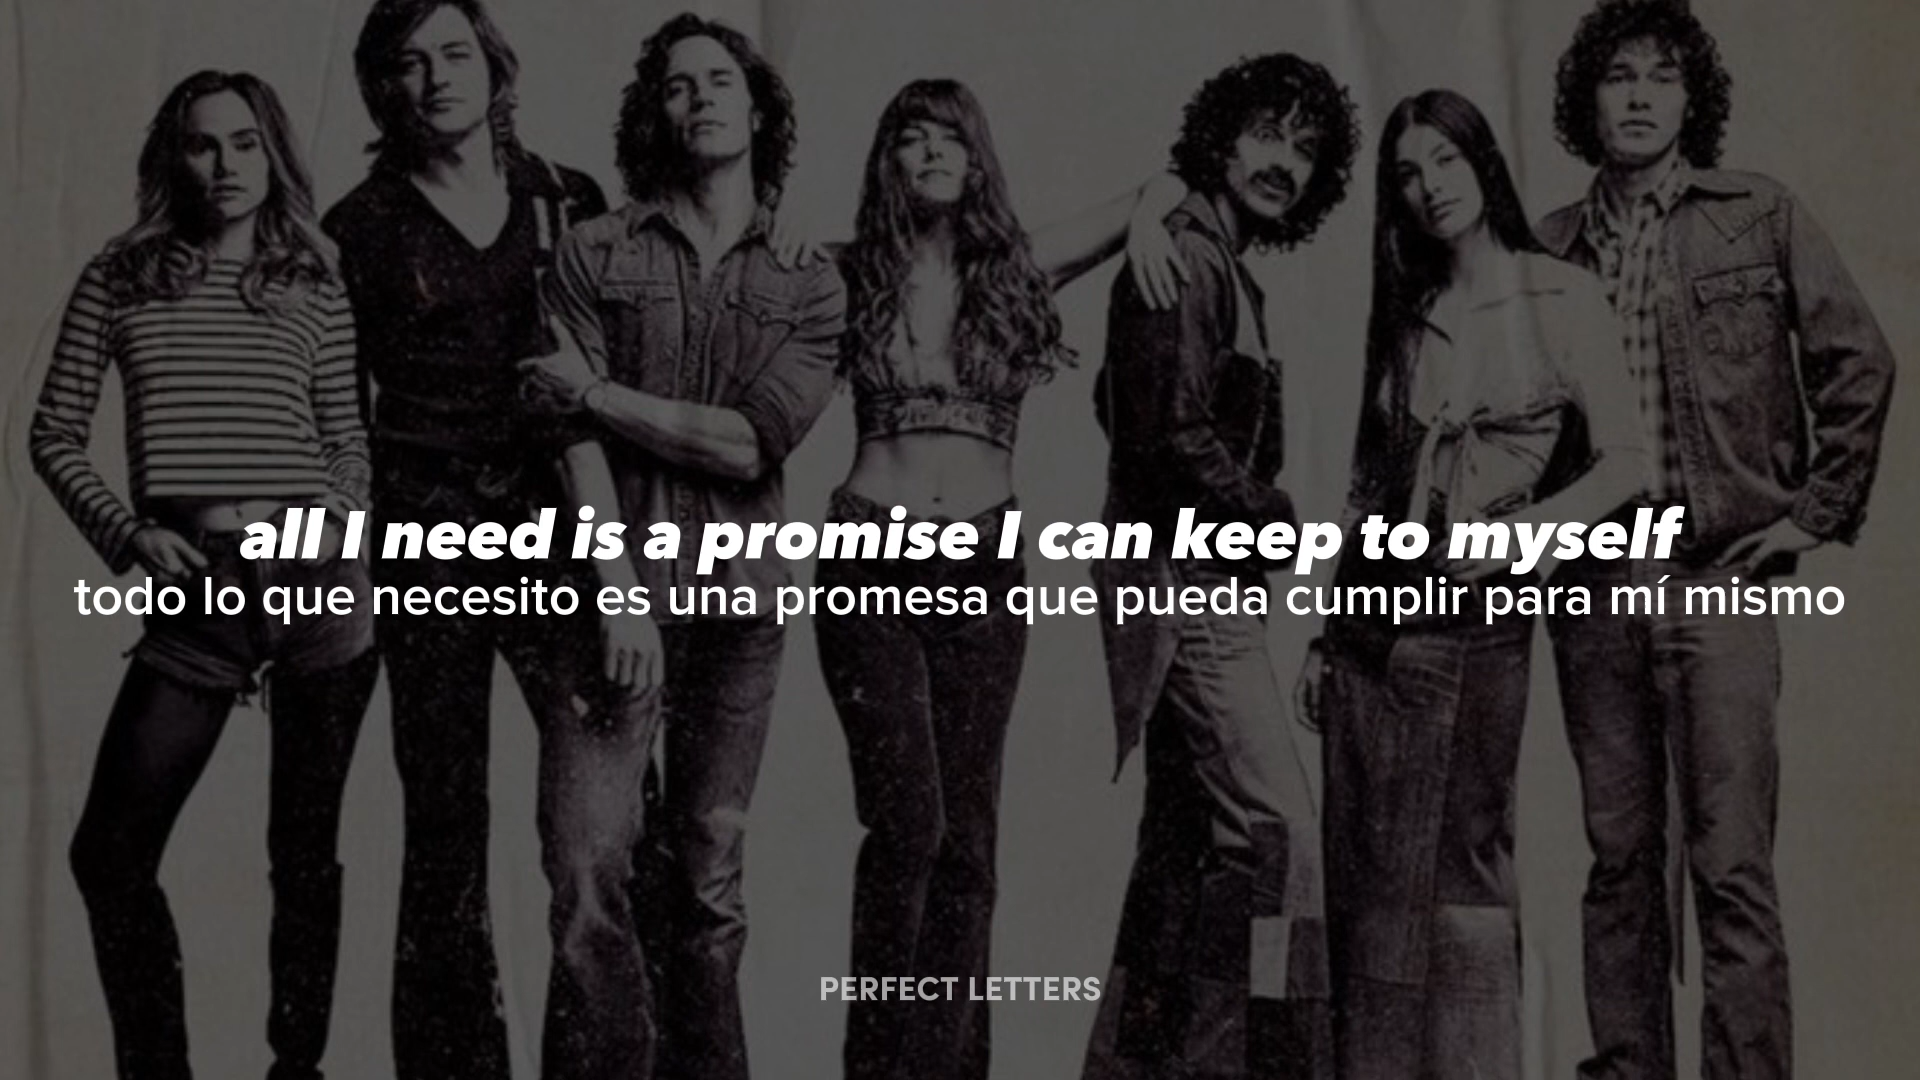 all I need is a promise I can keep to myself
todo lo que necesito es una promesa que pueda cumplir para mí mismo
PERFECT LETTERS